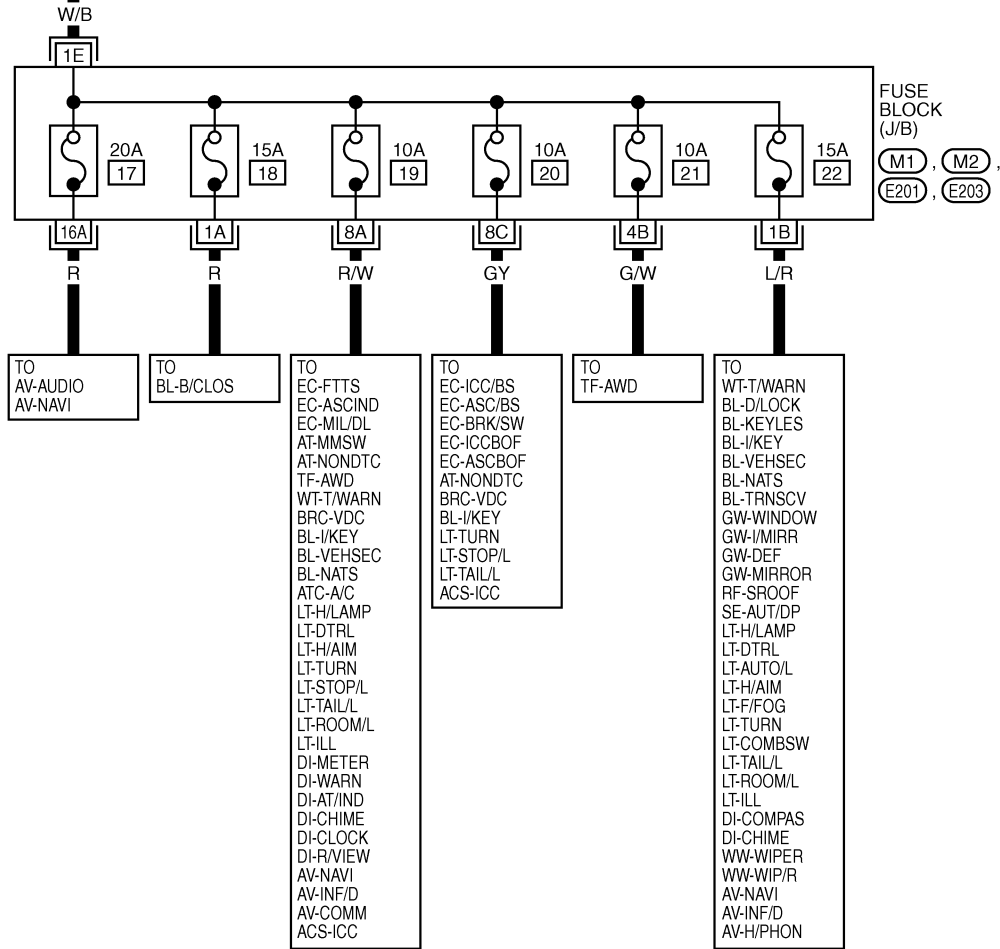 W/B
1E
FUSE
BLOCK
(J/B)
M1 , M2 ,
E201 , E203
20A
17
15A
18
10A
19
10A
20
10A
21
15A
22
16A
1A
8A
8C
4B
1B
R
R
R/W
GY
G/W
L/R
TO
AV-AUDIO
AV-NAVI
TO
BL-B/CLOS
TO
EC-FTTS
EC-ASCIND
EC-MIL/DL
AT-MMSW
AT-NONDTC
TF-AWD
WT-T/WARN
BRC-VDC
BL-I/KEY
BL-VEHSEC
BL-NATS
ATC-A/C
LT-H/LAMP
LT-DTRL
LT-H/AIM
LT-TURN
LT-STOP/L
LT-TAIL/L
LT-ROOM/L
LT-ILL
DI-METER
DI-WARN
DI-AT/IND
DI-CHIME
DI-CLOCK
DI-R/VIEW
AV-NAVI
AV-INF/D
AV-COMM
ACS-ICC
TO
EC-ICC/BS
EC-ASC/BS
EC-BRK/SW
EC-ICCBOF
EC-ASCBOF
AT-NONDTC
BRC-VDC
BL-I/KEY
LT-TURN
LT-STOP/L
LT-TAIL/L
ACS-ICC
TO
TF-AWD
TO
WT-T/WARN
BL-D/LOCK
BL-KEYLES
BL-I/KEY
BL-VEHSEC
BL-NATS
BL-TRNSCV
GW-WINDOW
GW-I/MIRR
GW-DEF
GW-MIRROR
RF-SROOF
SE-AUT/DP
LT-H/LAMP
LT-DTRL
LT-AUTO/L
LT-H/AIM
LT-F/FOG
LT-TURN
LT-COMBSW
LT-TAIL/L
LT-ROOM/L
LT-ILL
DI-COMPAS
DI-CHIME
WW-WIPER
WW-WIP/R
AV-NAVI
AV-INF/D
AV-H/PHON